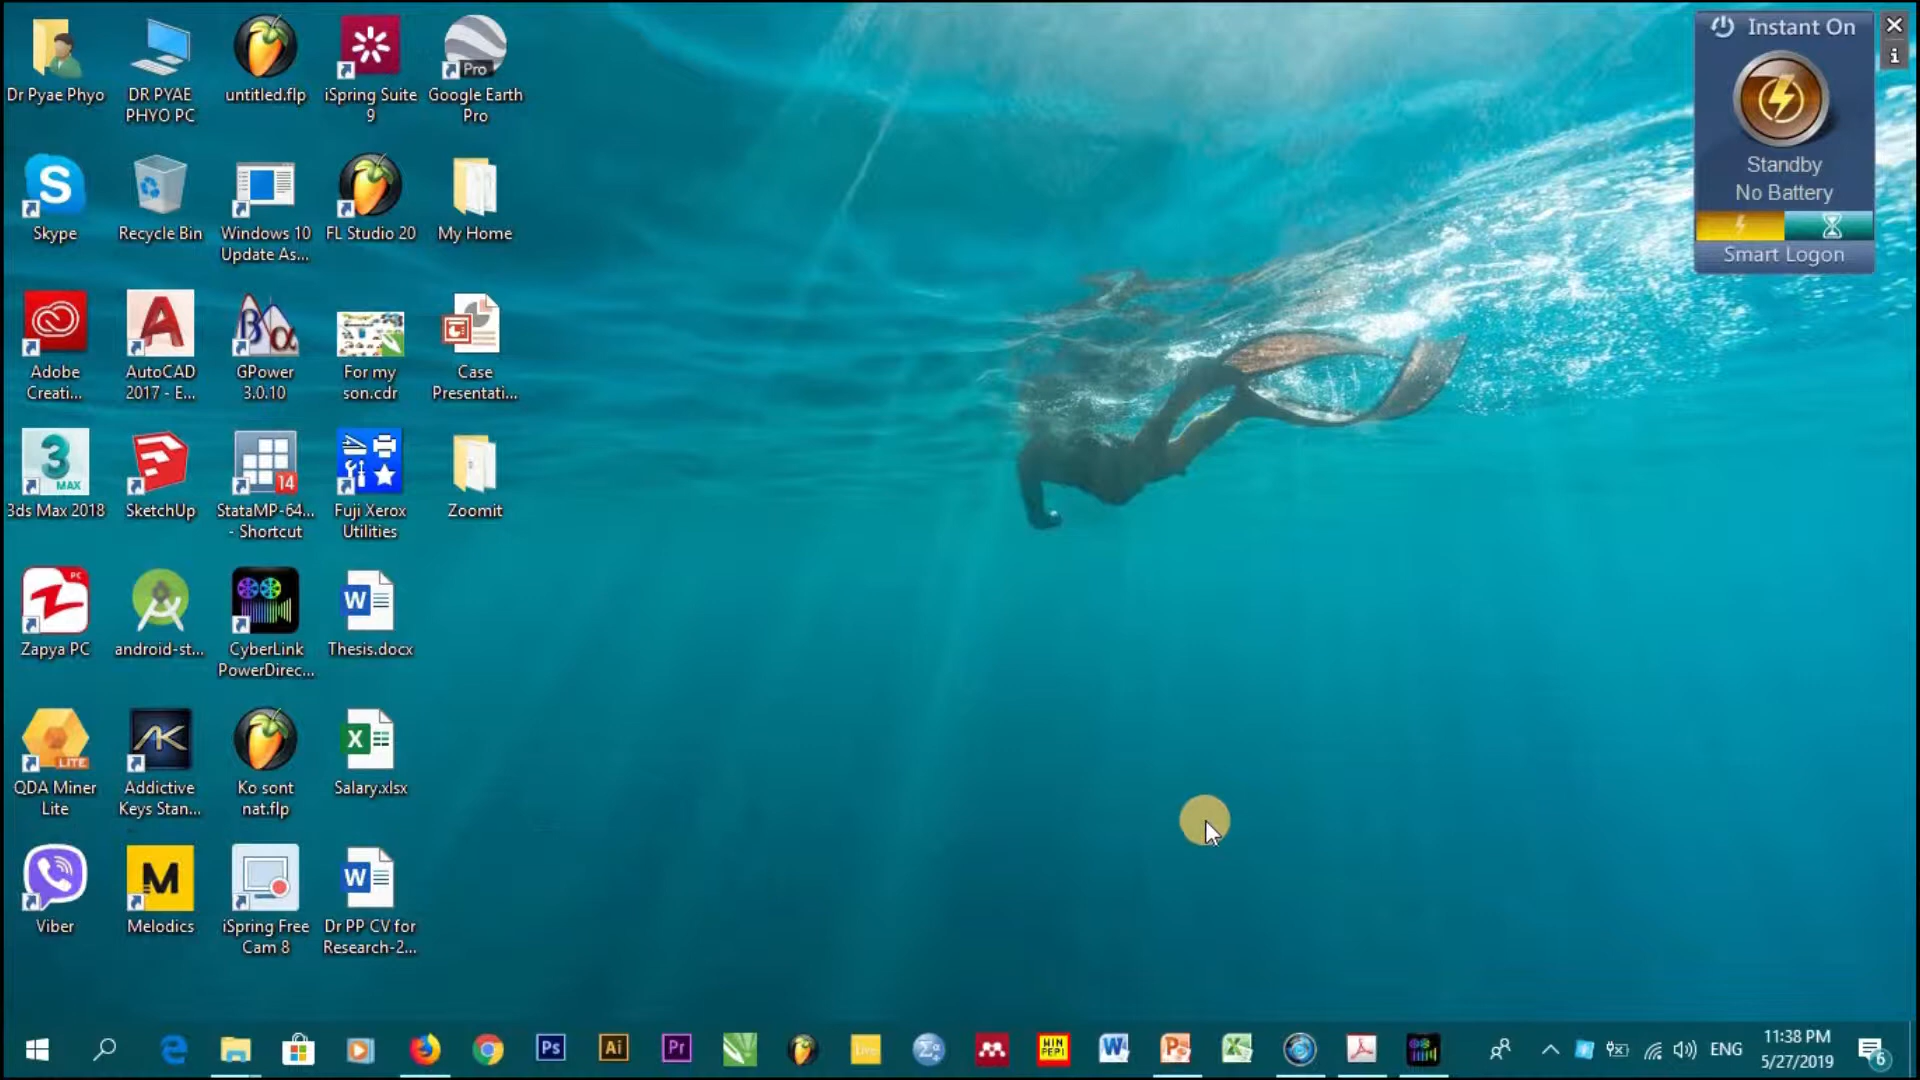 Dr Pyae Phyo
DR PYAE
PHYO PC
untitled.flp
iSpring Suite
9
Pro
Google Earth
Pro
S
Skype
Recycle Bin
Windows 10
Update As...
FL Studio 20
My Home
Adobe
Creati...
AutoCAD
2017 - E...
GPower
3.0.10
For my
son.cdr
Case
Presentati...
3
MAX
3ds Max 2018
SketchUp
14
StataMP-64...
- Shortcut
Fuji Xerox
Utilities
Zoomit
PC
Zapya PC
android-st...
CyberLink
PowerDirec...
W
Thesis.docx
LITE
QDA Miner
Lite
Addictive
Keys Stan...
Ko sont
nat.flp
X
Salary.xlsx
Viber
M
Melodics
iSpring Free
Cam 8
W
Dr PP CV for
Research-2...
Instant On
Standby
No Battery
Smart Logon
Ps
Ai
Pr
Live
WIN
PEPI
ENG
11:38 PM
5/27/2019
6